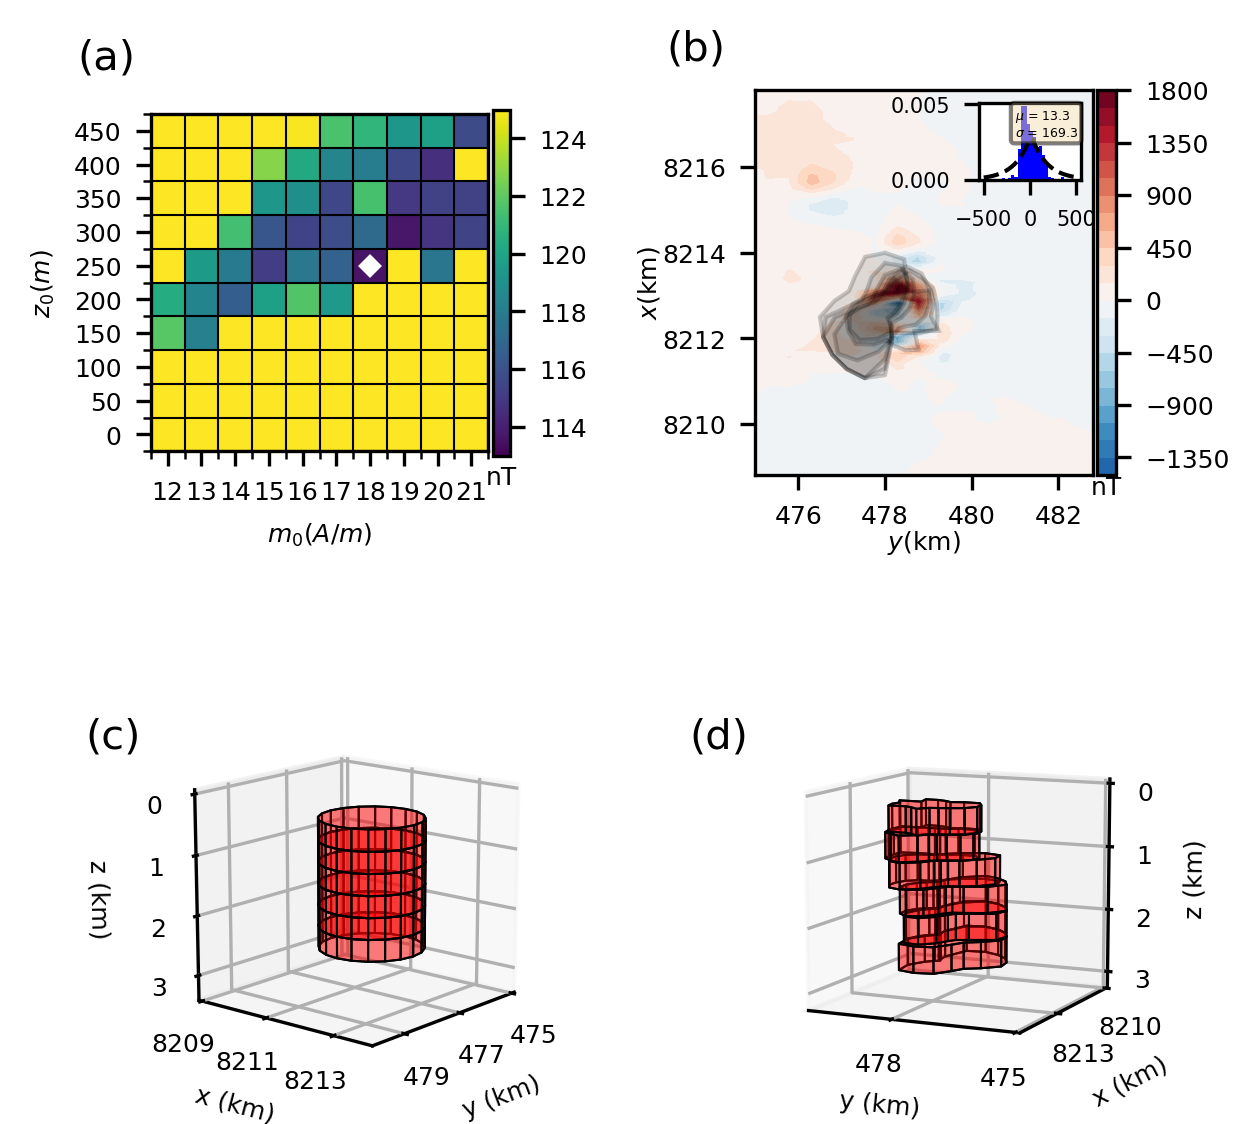 (a)
450
400
350
300
250
200
150
100
50
0
z₀(m)
12 13 14 15 16 17 18 19 20 21
m₀(A/m)
124
122
120
118
116
114
nT
(b)
8216
8214
8212
8210
x(km)
476 478 480 482
y(km)
0.005
0.000
μ = 13.3
σ = 169.3
−500 0 500
1800
1350
900
450
0
−450
−900
−1350
nT
(c)
0
1
2
3
z (km)
8209
8211
8213
x (km)
475
477
479
y (km)
(d)
0
1
2
3
z (km)
478
475
y (km)
8210
8213
x (km)